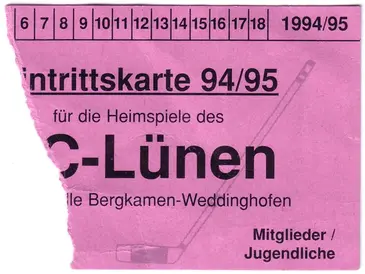 6 7 8 9 10 11 12 13 14 15 16 17 18 1994/95
intrittskarte 94/95
für die Heimspiele des
C-Lünen
lle Bergkamen-Weddinghofen
Mitglieder /
Jugendliche